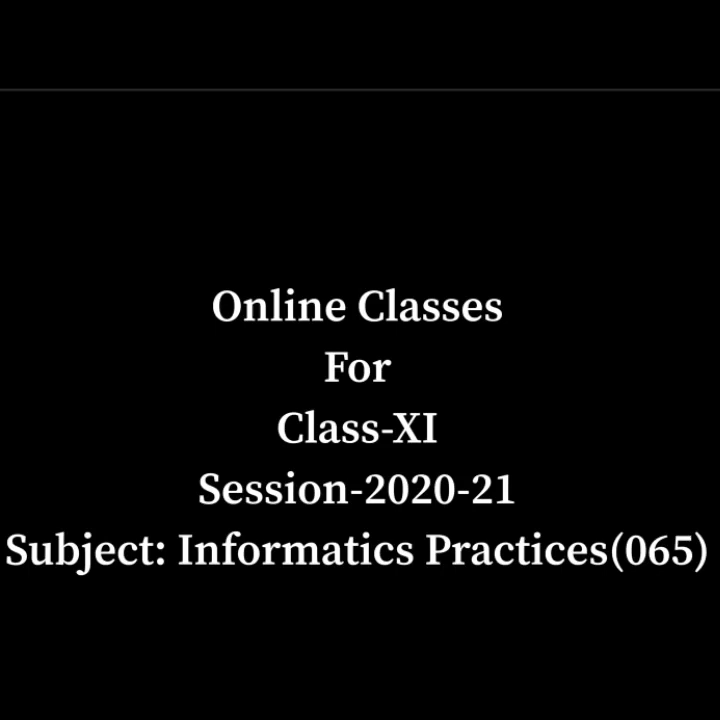 Online Classes
For
Class-XI
Session-2020-21
Subject: Informatics Practices(065)